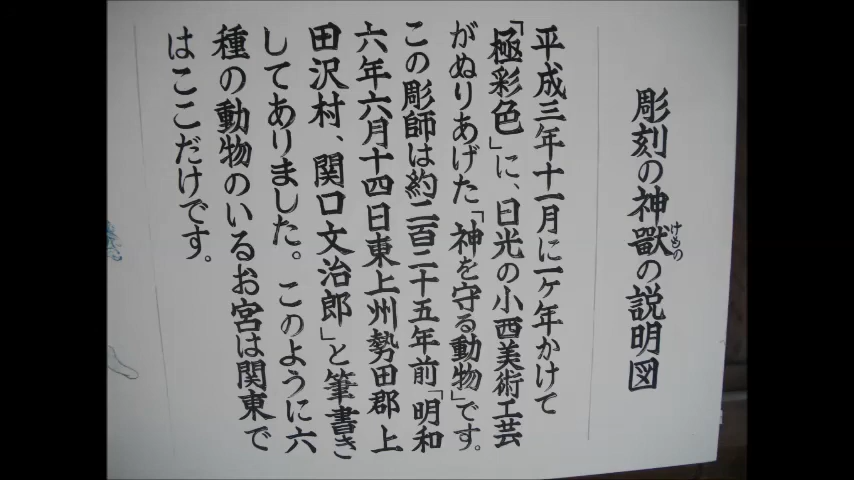 彫刻の神獸の説明図
けもの
平成三年十一月に一ケ年かけて
「極彩色」に、日光の小西美術工芸
がぬりあげた「神を守る動物」です。
この彫師は約二百二十五年前「明和
六年六月十四日東上州勢田郡上
田沢村、関口文治郎」と筆書き
してありました。このように六
種の動物のいるお宮は関東で
はここだけです。